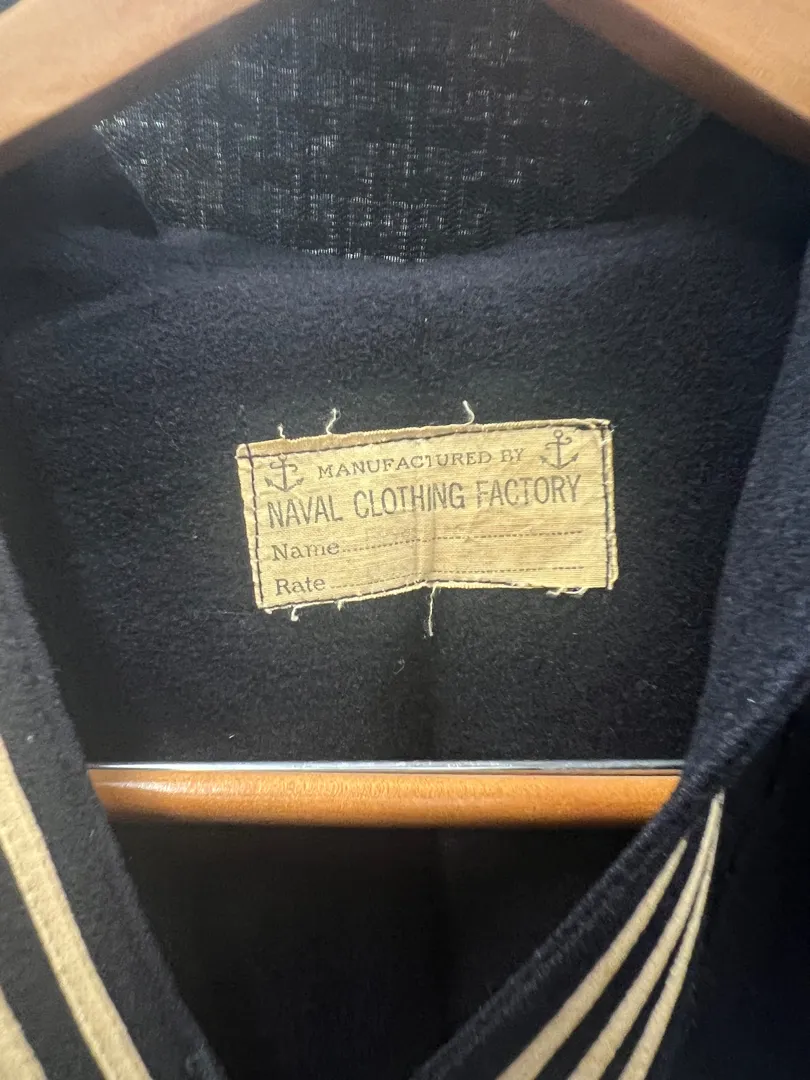 MANUFACTURED BY
NAVAL CLOTHING FACTORY
Name
Rate